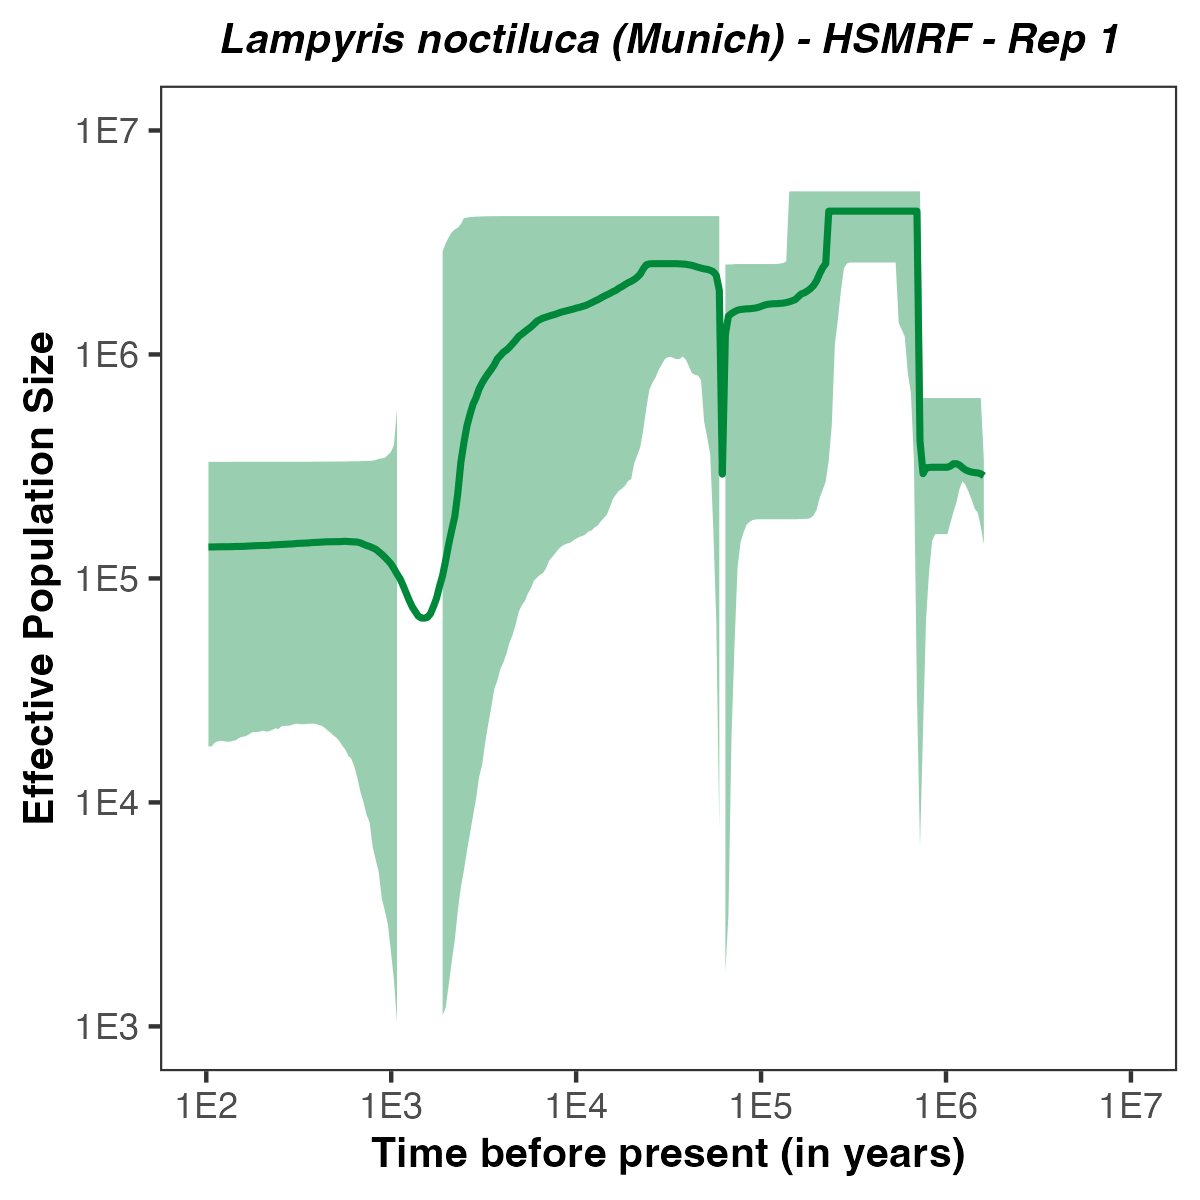 Lampyris noctiluca (Munich) - HSMRF - Rep 1
Effective Population Size
1E7
1E6
1E5
1E4
1E3
1E2 1E3 1E4 1E5 1E6 1E7
Time before present (in years)